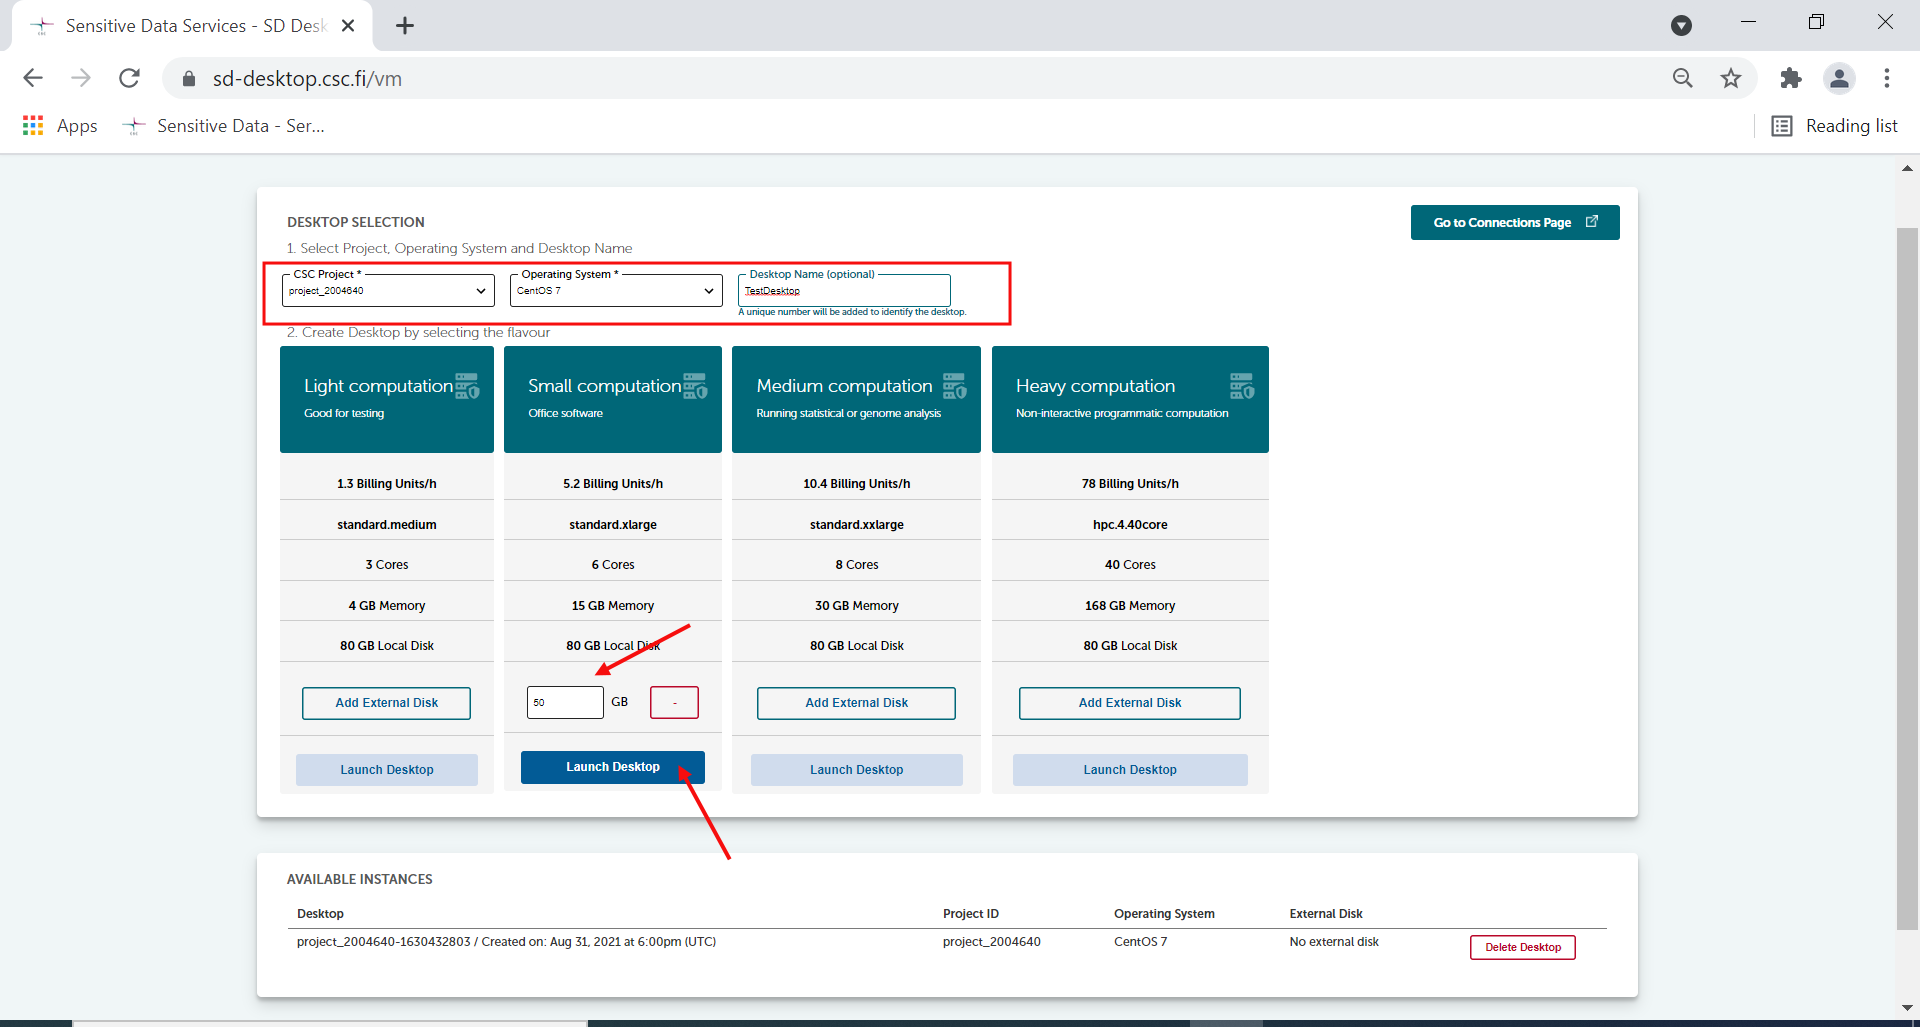 Sensitive Data Services - SD Desk
sd-desktop.csc.fi/vm
Apps
Sensitive Data - Ser...
Reading list
DESKTOP SELECTION
Go to Connections Page
1. Select Project, Operating System and Desktop Name
CSC Project * Operating System * Desktop Name (optional)
project_2004640 CentOS 7 TestDesktop
A unique number will be added to identify the desktop.
2. Create Desktop by selecting the flavour
Light computation Small computation Medium computation Heavy computation
Good for testing Office software Running statistical or genome analysis Non-interactive programmatic computation
1.3 Billing Units/h 5.2 Billing Units/h 10.4 Billing Units/h 78 Billing Units/h
standard.medium standard.xlarge standard.xxlarge hpc.4.40core
3 Cores 6 Cores 8 Cores 40 Cores
4 GB Memory 15 GB Memory 30 GB Memory 168 GB Memory
80 GB Local Disk 80 GB Local Disk 80 GB Local Disk 80 GB Local Disk
Add External Disk 50 GB - Add External Disk Add External Disk
Launch Desktop Launch Desktop Launch Desktop Launch Desktop
AVAILABLE INSTANCES
Desktop Project ID Operating System External Disk
project_2004640-1630432803 / Created on: Aug 31, 2021 at 6:00pm (UTC) project_2004640 CentOS 7 No external disk Delete Desktop